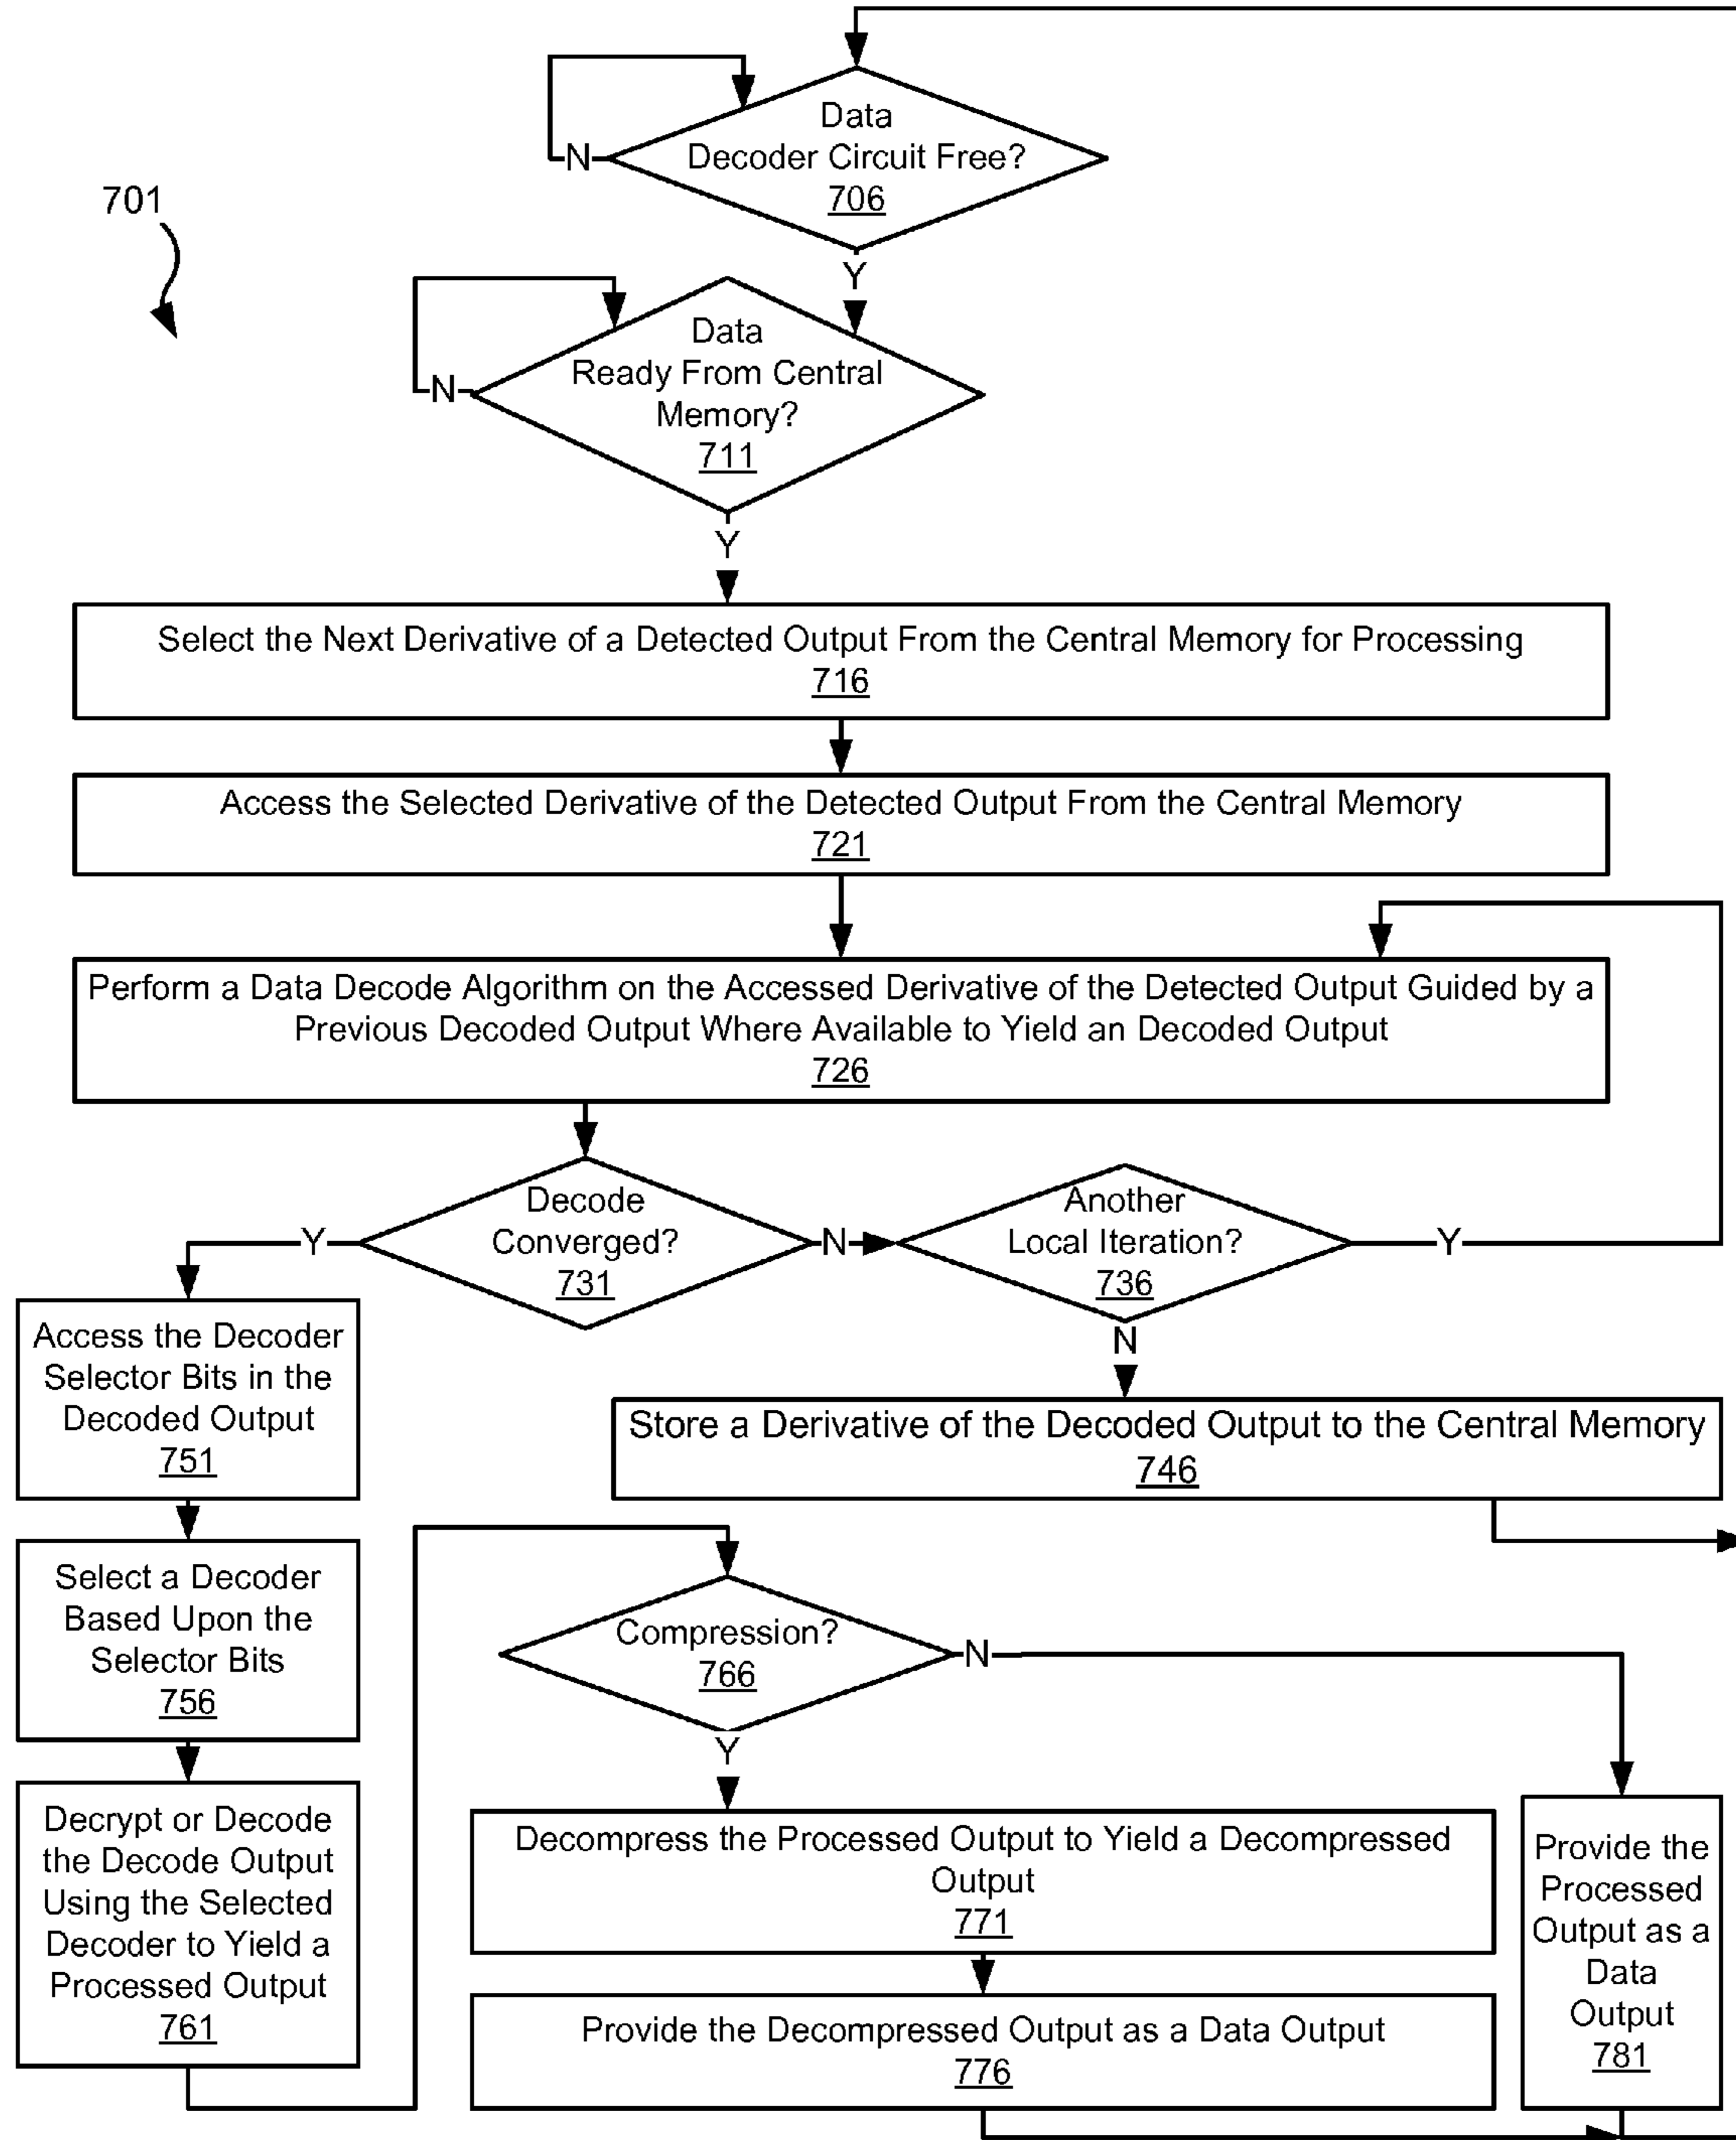 Data
Decoder Circuit Free?
706
N
Y
701
Data
Ready From Central
Memory?
711
N
Y
Select the Next Derivative of a Detected Output From the Central Memory for Processing
716
Access the Selected Derivative of the Detected Output From the Central Memory
721
Perform a Data Decode Algorithm on the Accessed Derivative of the Detected Output Guided by a
Previous Decoded Output Where Available to Yield an Decoded Output
726
Decode
Converged?
731
Y
N
Another
Local Iteration?
736
Y
N
Store a Derivative of the Decoded Output to the Central Memory
746
Access the Decoder
Selector Bits in the
Decoded Output
751
Select a Decoder
Based Upon the
Selector Bits
756
Decrypt or Decode
the Decode Output
Using the Selected
Decoder to Yield a
Processed Output
761
Compression?
766
N
Y
Decompress the Processed Output to Yield a Decompressed
Output
771
Provide the Decompressed Output as a Data Output
776
Provide the
Processed
Output as a
Data
Output
781